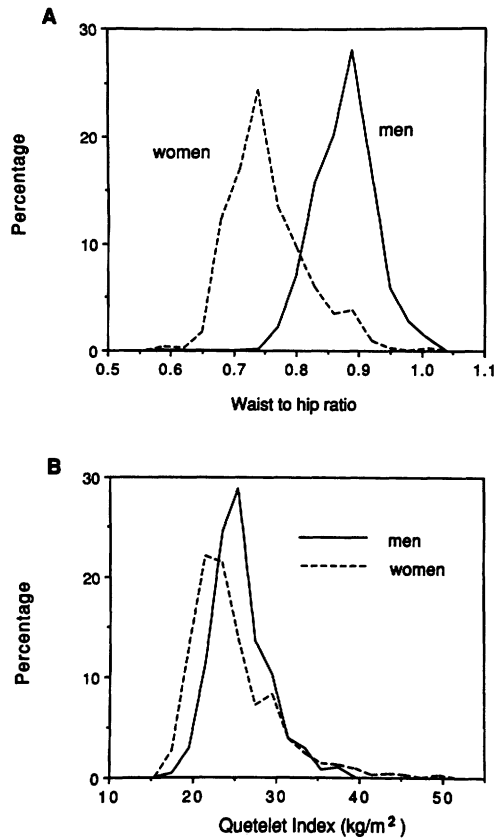 A
30
20
10
0
Percentage
women
men
0.5 0.6 0.7 0.8 0.9 1.0 1.1
Waist to hip ratio
B
30
20
10
0
Percentage
men
women
10 20 30 40 50
Quetelet Index (kg/m²)